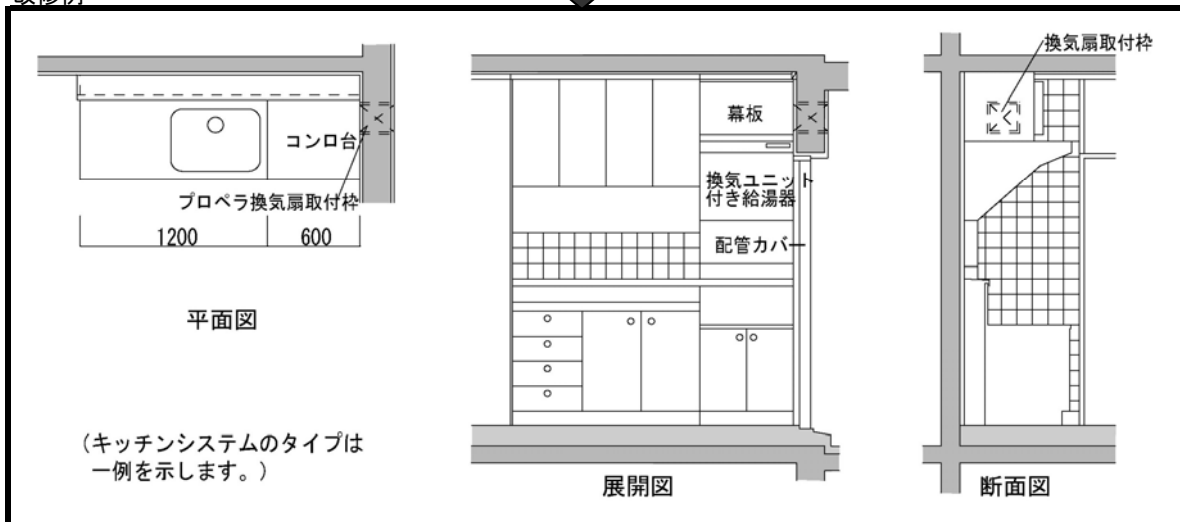 コンロ台
プロペラ換気扇取付枠
1200
600
平面図
(キッチンシステムのタイプは
一例を示します。)
幕板
換気ユニット
付き給湯器
配管カバー
展開図
換気扇取付枠
断面図